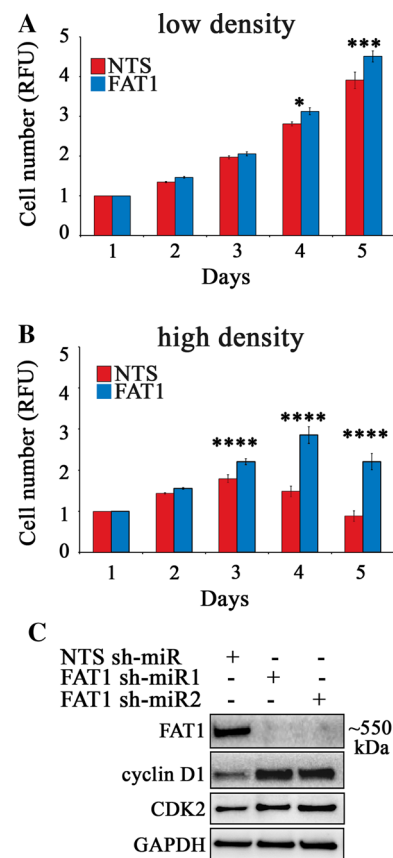 A low density
Cell number (RFU)
5
4
3
2
1
0
NTS
FAT1
*
***
1 2 3 4 5
Days
B high density
Cell number (RFU)
5
4
3
2
1
0
NTS
FAT1
****
****
****
1 2 3 4 5
Days
C
NTS sh-miR + - -
FAT1 sh-miR1 - + -
FAT1 sh-miR2 - - +
FAT1 ~550 kDa
cyclin D1
CDK2
GAPDH